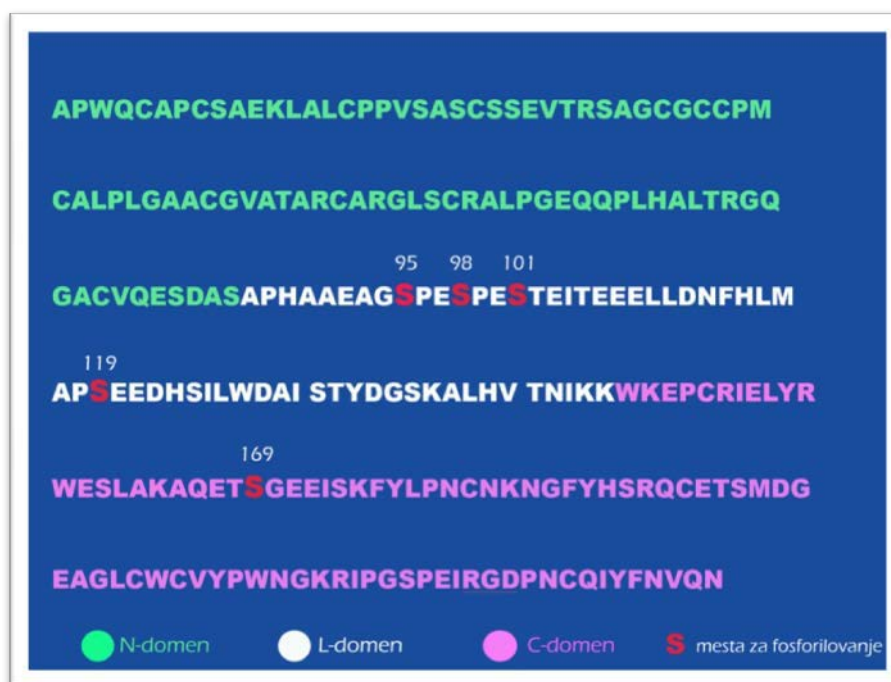 APWQCAPCSAEKLALCPPVSASCSSEVTRSAGCGCCPM
CALPLGAACGVATARCARGLSCRALPGEQQPLHALTRGQ
95 98 101
GACVQESDASAPHAAEAGSPESPESTEITEEELLDNFHLM
119
APSEEDHSILWDAI STYDGSKALHV TNIKKWKEPCRIELYR
169
WESLAKAQETSGEEISKFYLPNCNKNGFYHSRQCETSMDG
EAGLCWCVYPWNGKRIPGSPEIRGDPNCQIYFNVQN
N-domen L-domen C-domen S mesta za fosforilovanje